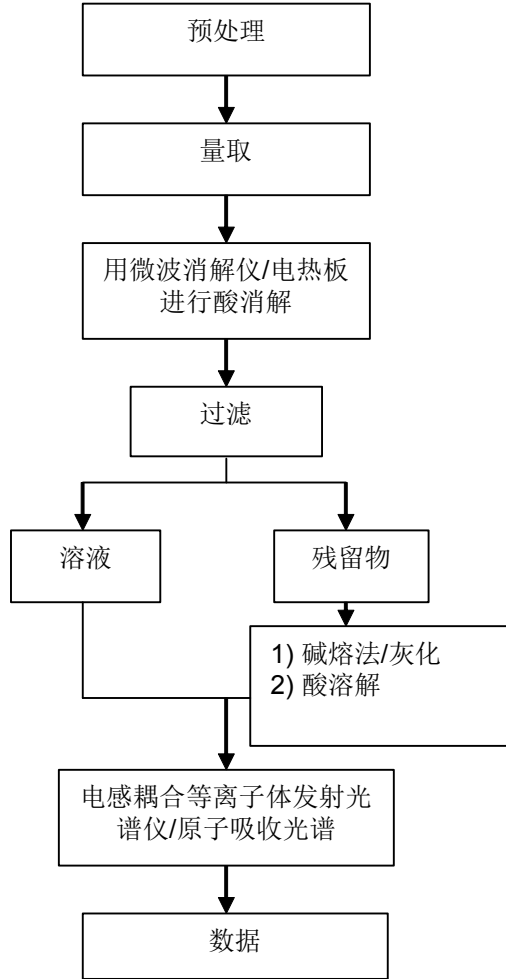 预处理
量取
用微波消解仪/电热板
进行酸消解
过滤
溶液
残留物
1) 碱熔法/灰化
2) 酸溶解
电感耦合等离子体发射光
谱仪/原子吸收光谱
数据